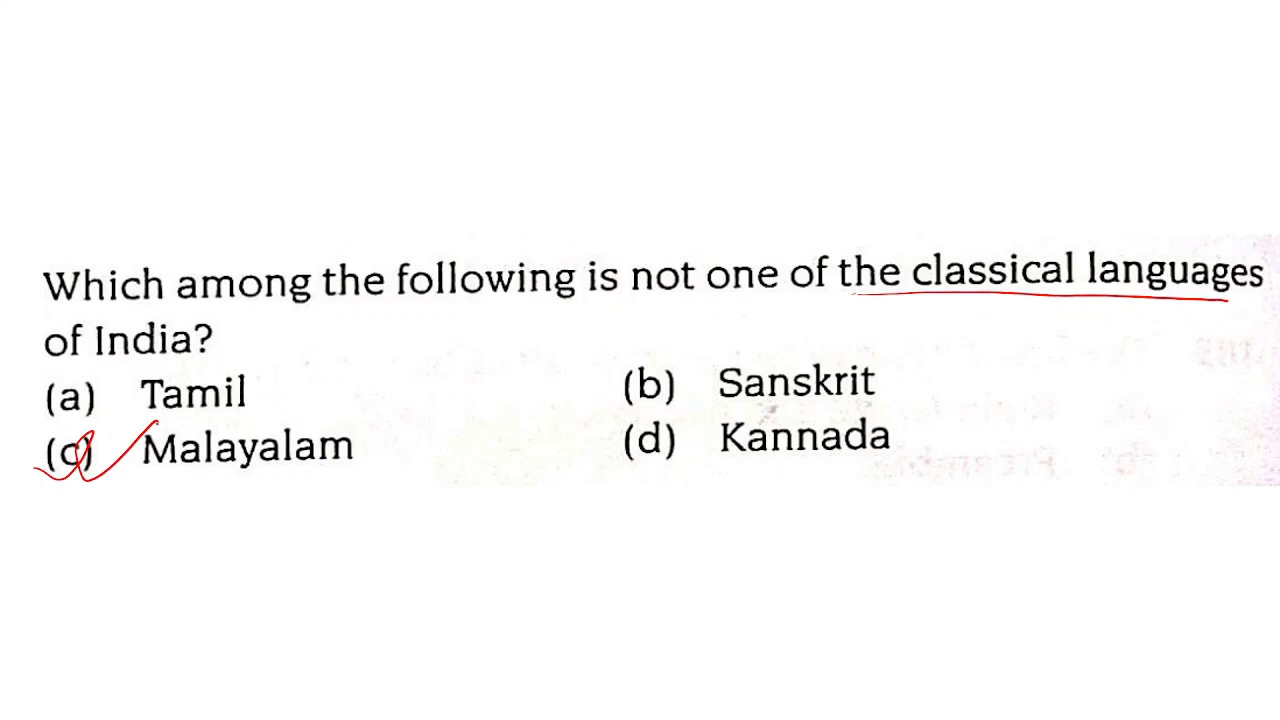 Which among the following is not one of the classical languages
of India?
(a) Tamil (b) Sanskrit
(c) Malayalam (d) Kannada